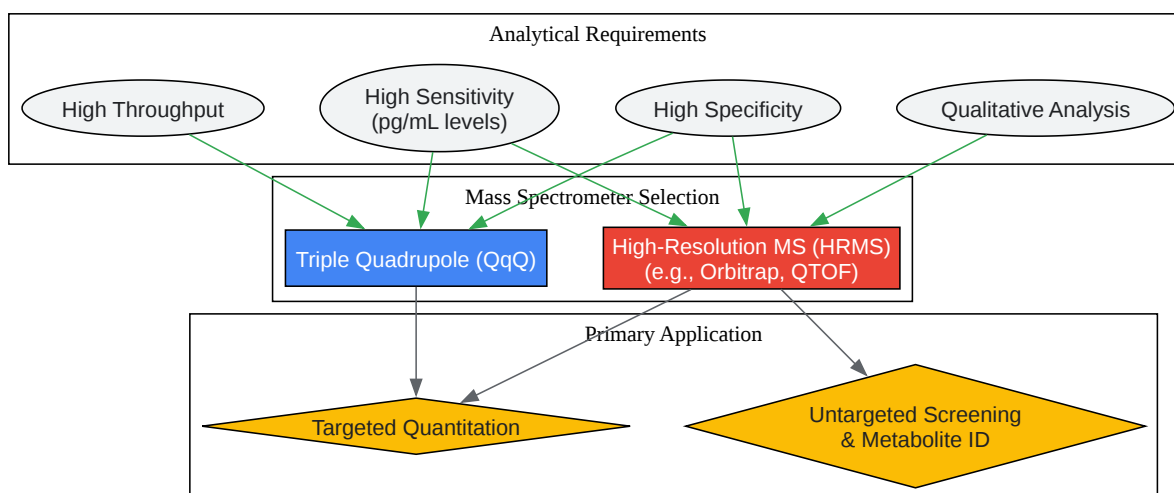 Analytical Requirements
High Throughput
High Sensitivity
(pg/mL levels)
High Specificity
Qualitative Analysis
Mass Spectrometer Selection
Triple Quadrupole (QqQ)
High-Resolution MS (HRMS)
(e.g., Orbitrap, QTOF)
Primary Application
Targeted Quantitation
Untargeted Screening
& Metabolite ID